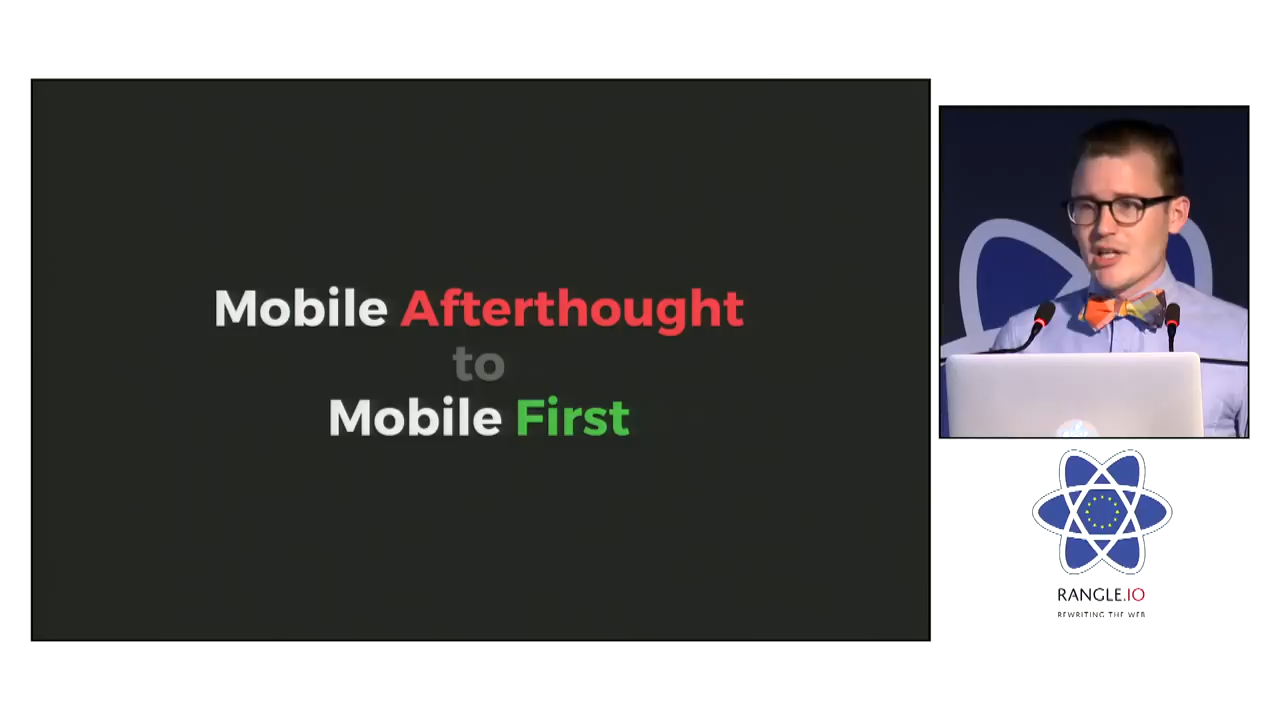 Mobile Afterthought
to
Mobile First
RANGLE.IO
REWRITING THE WEB